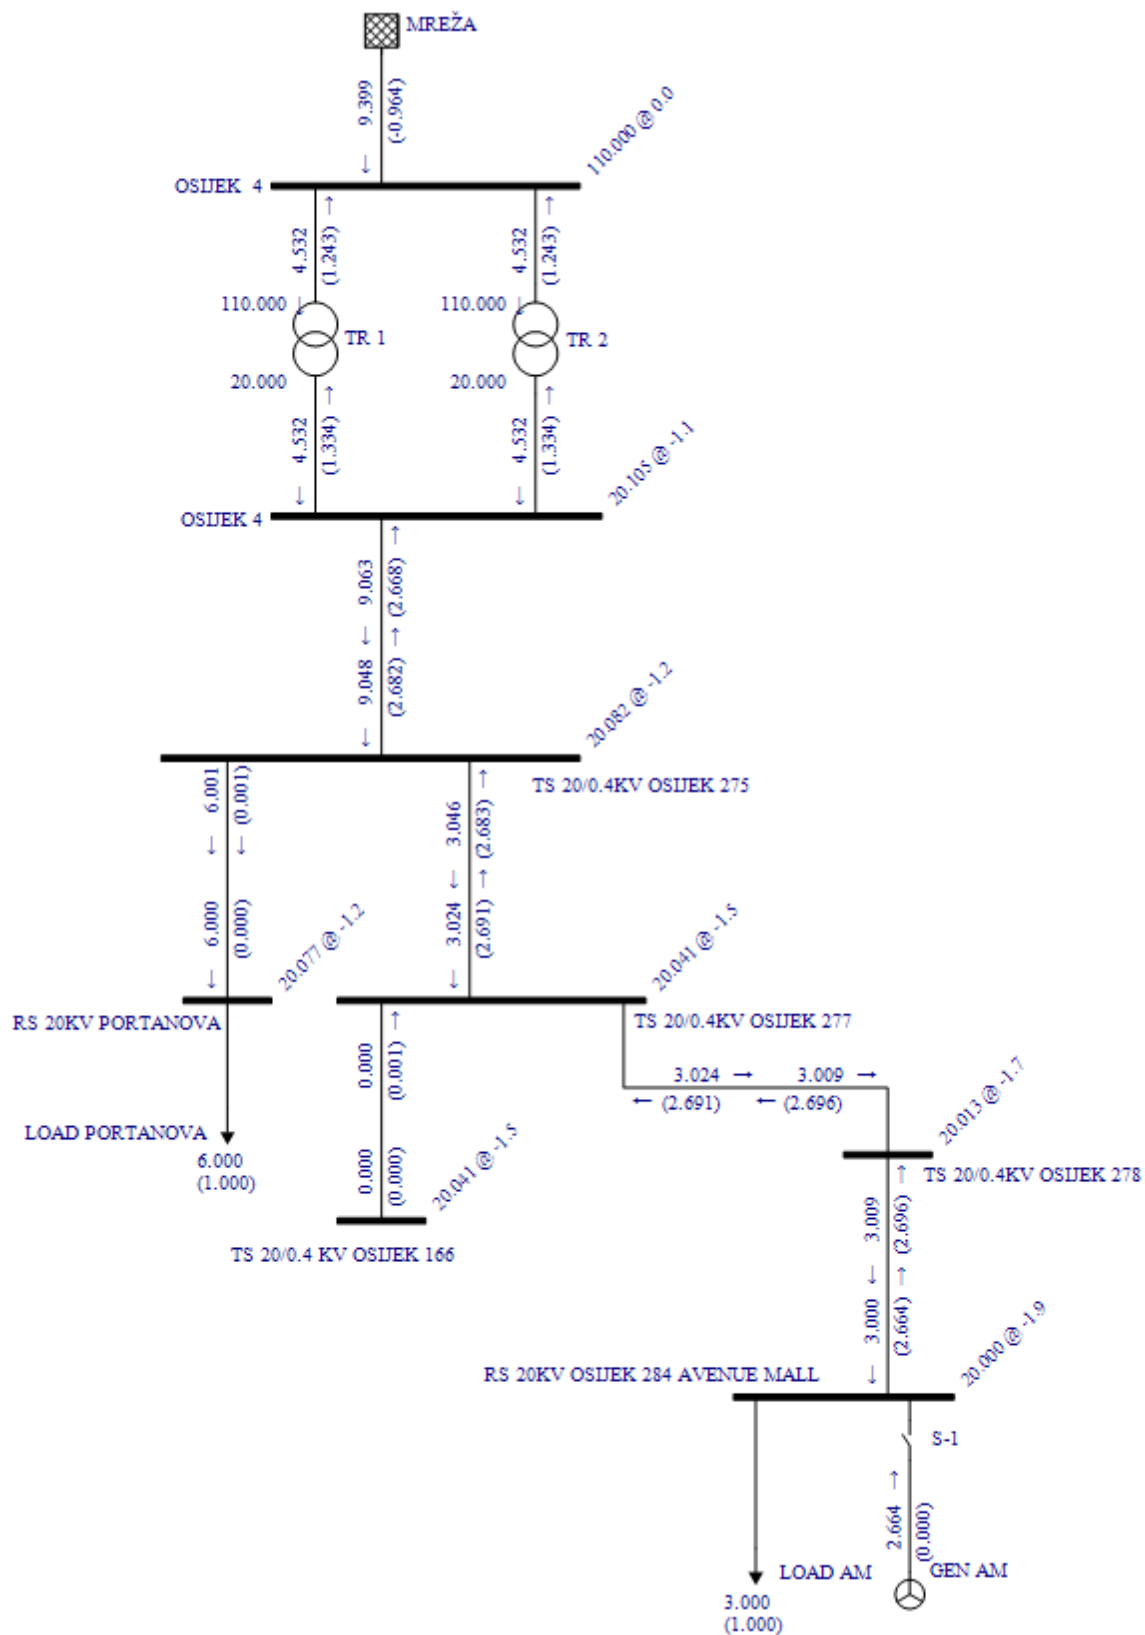 MREŽA
9.399
(-0.964)
←
110.000 @ 0.0
OSIJEK 4
4.532
(1.243) →
4.532
(1.243) →
110.000 ←
TR 1
110.000 ←
TR 2
20.000
20.000
← 4.532
(1.334) →
← 4.532
(1.334) →
20.105 @ -1.1
OSIJEK 4
← 9.063
(2.668) →
← 9.048
(2.682) →
20.082 @ -1.2
TS 20/0.4KV OSIJEK 275
← 6.001
← (0.001)
← 6.000
(0.000)
← 3.046
(2.683) →
← 3.024
(2.691) →
20.077 @ -1.2
20.041 @ -1.5
RS 20KV PORTANOVA
TS 20/0.4KV OSIJEK 277
LOAD PORTANOVA
6.000
(1.000)
0.000
(0.001) →
0.000
(0.000)
20.041 @ -1.5
TS 20/0.4 KV OSIJEK 166
3.024 → 3.009 →
← (2.691) ← (2.696)
20.013 @ -1.7
TS 20/0.4KV OSIJEK 278
← 3.009
(2.696) →
← 3.000
(2.664) →
20.000 @ -1.9
RS 20KV OSIJEK 284 AVENUE MALL
S-1
2.664 →
(0.000)
LOAD AM
GEN AM
3.000
(1.000)